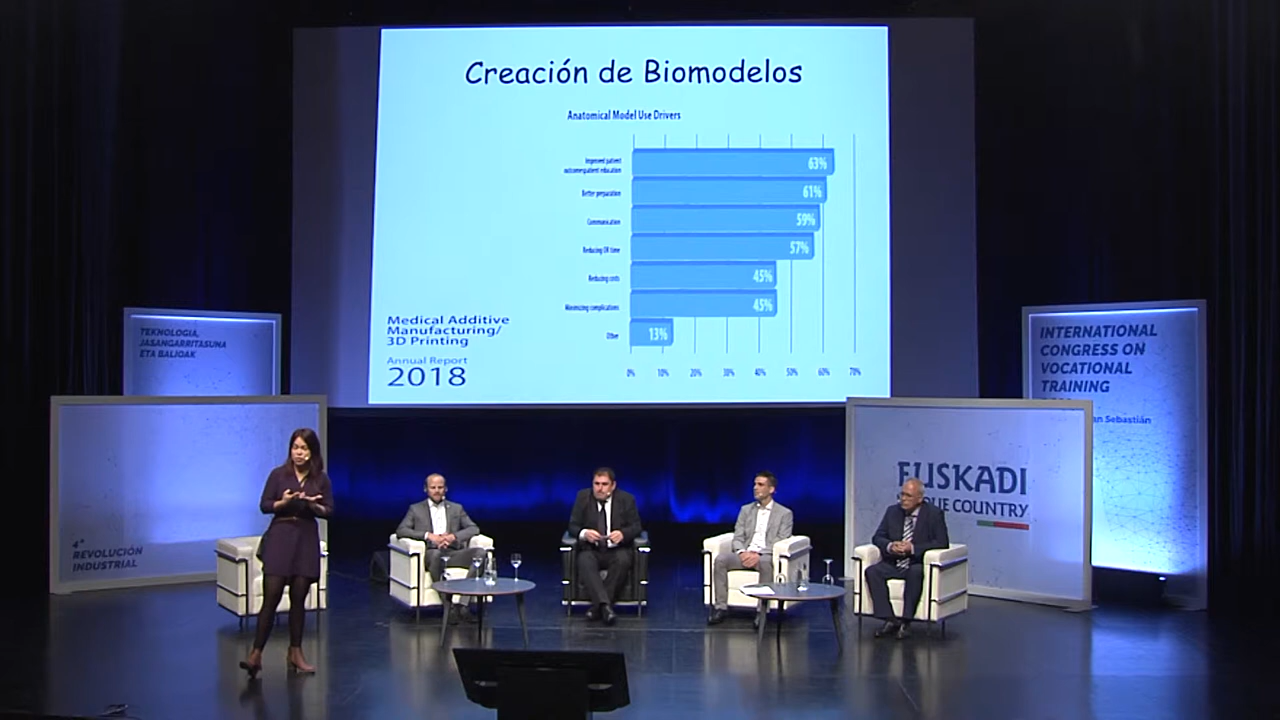 Creación de Biomodelos
Anatomical Model Use Drivers
Improved patient
outcomes/patient education
63%
Better preparation
61%
Communication
59%
Reducing OR time
57%
Reducing costs
45%
Minimizing complications
45%
Other
13%
0% 10% 20% 30% 40% 50% 60% 70%
Medical Additive
Manufacturing/
3D Printing
Annual Report
2018
TEKNOLOGIA,
JASANGARRITASUNA
ETA BALIOAK
4ª
REVOLUCIÓN
INDUSTRIAL
INTERNATIONAL
CONGRESS ON
VOCATIONAL
TRAINING
an Sebastián
EUSKADI
QUE COUNTRY